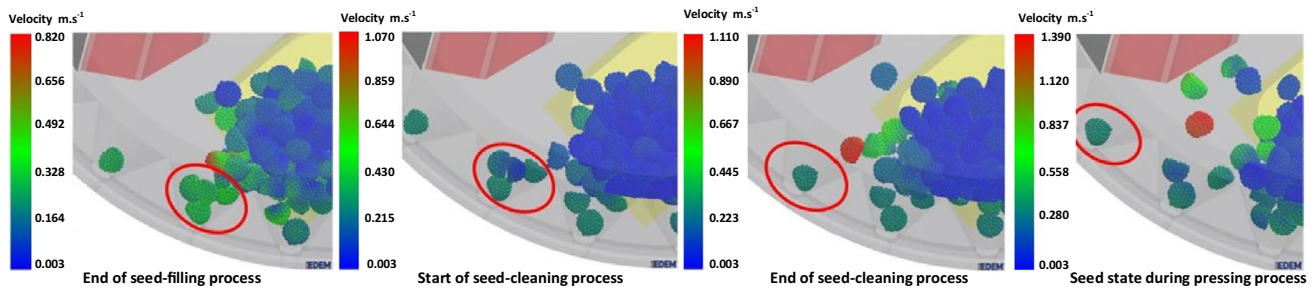 Velocity m.s-1
0.820
0.656
0.492
0.328
0.164
0.003
EDEM
End of seed-filling process
Velocity m.s-1
1.070
0.859
0.644
0.430
0.215
0.003
EDEM
Start of seed-cleaning process
Velocity m.s-1
1.110
0.890
0.667
0.445
0.223
0.003
EDEM
End of seed-cleaning process
Velocity m.s-1
1.390
1.120
0.837
0.558
0.280
0.003
EDEM
Seed state during pressing process